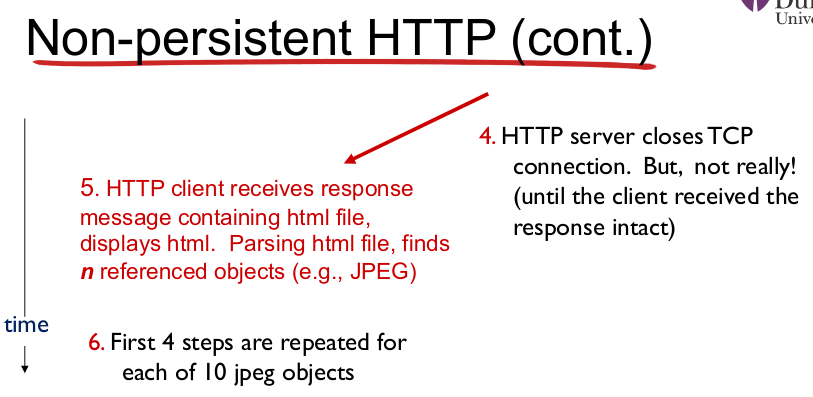 Non-persistent HTTP (cont.)
4. HTTP server closes TCP
connection. But, not really!
(until the client received the
response intact)
5. HTTP client receives response
message containing html file,
displays html. Parsing html file, finds
n referenced objects (e.g., JPEG)
time
6. First 4 steps are repeated for
each of 10 jpeg objects